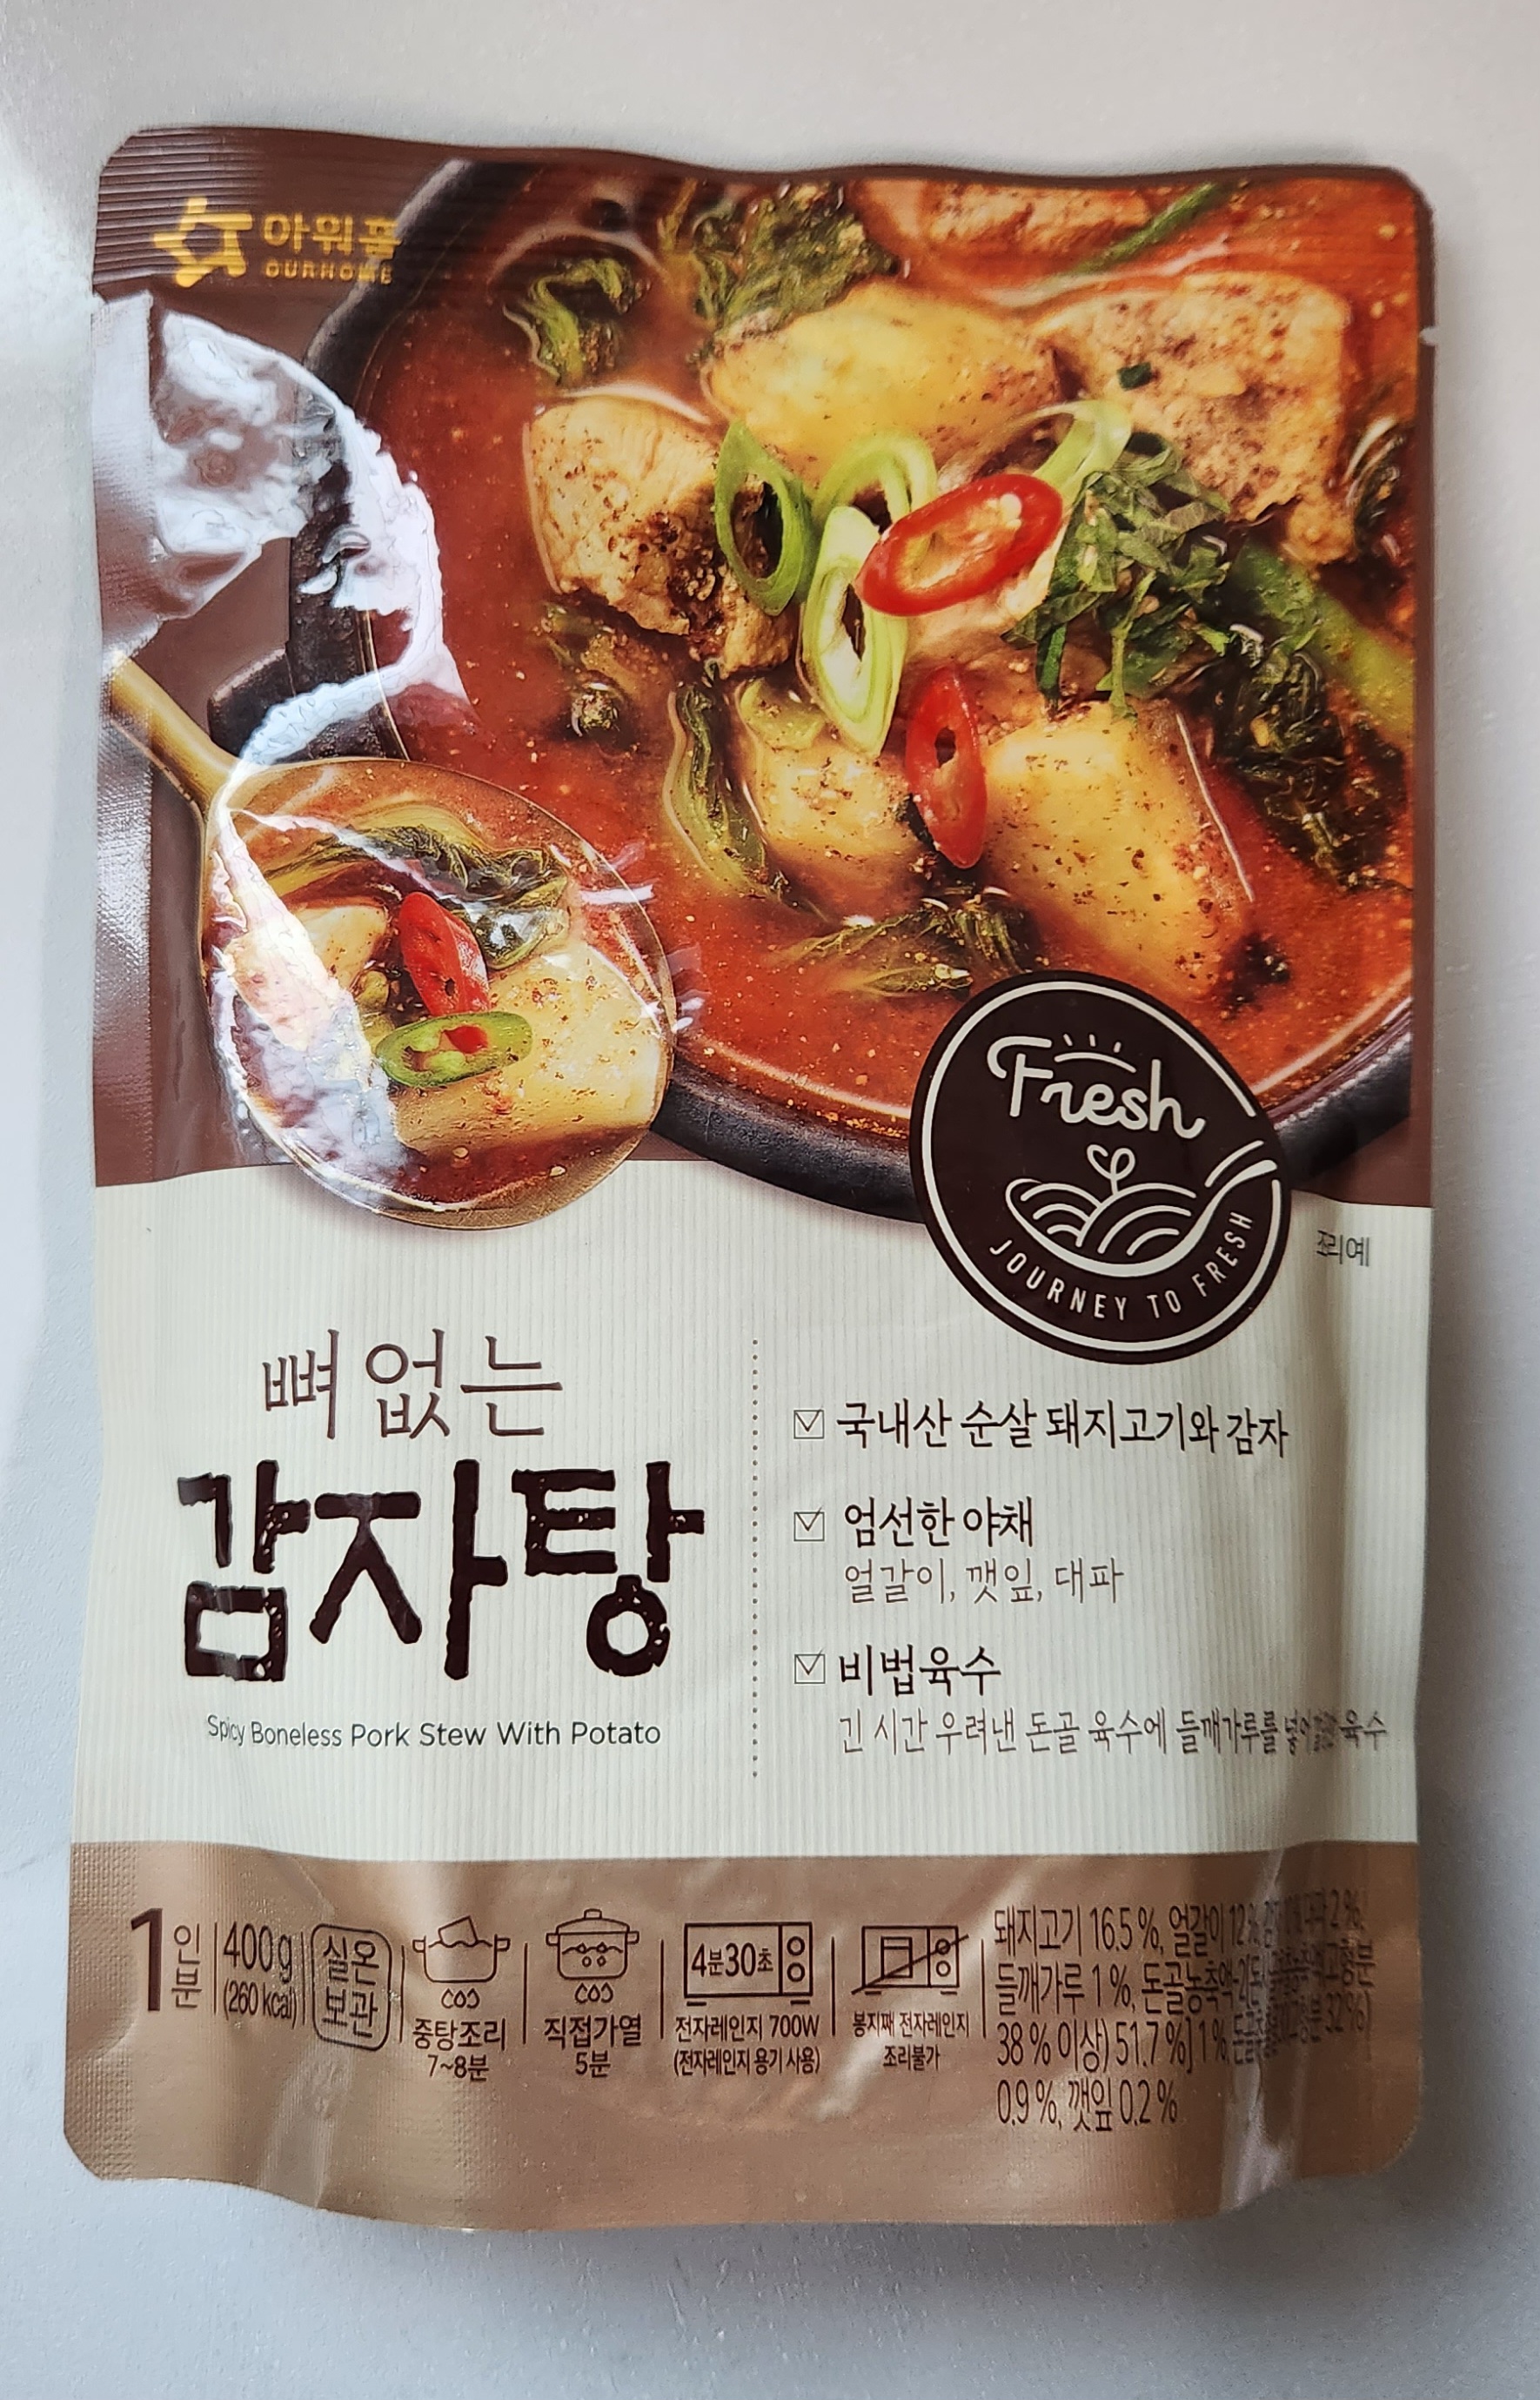 아워홈
OURHOME
Fresh
JOURNEY TO FRESH
조리예
뼈 없는
감자탕
Spicy Boneless Pork Stew With Potato
국내산 순살 돼지고기와 감자
엄선한 야채
얼갈이, 깻잎, 대파
비법육수
긴 시간 우려낸 돈골 육수에 들깨가루를 넣어 육수
1인분
400g
(260 kcal)
실온
보관
중탕조리
7~8분
직접가열
5분
4분30초
전자레인지 700W
(전자레인지 용기 사용)
봉지째 전자레인지
조리불가
돼지고기 16.5 %, 얼갈이 12 %, 2 %,
들깨가루 1 %, 돈골농축액-2 고형분
38 % 이상) 51.7 %] 1 %, 32 %)
0.9 %, 깻잎 0.2 %